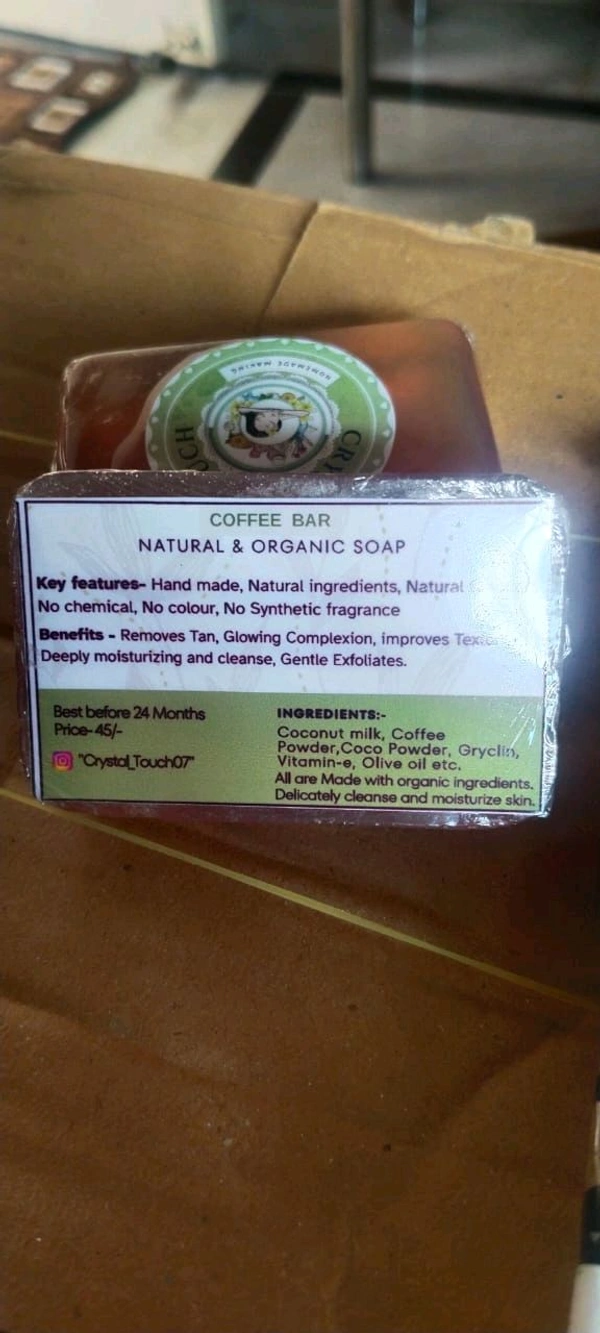 HOMEMADE MAKING
COFFEE BAR
NATURAL & ORGANIC SOAP
Key features- Hand made, Natural ingredients, Natural
No chemical, No colour, No Synthetic fragrance
Benefits - Removes Tan, Glowing Complexion, improves
Deeply moisturizing and cleanse, Gentle Exfoliates.
Best before 24 Months
Price- 45/-
"Crystal_Touch07"
INGREDIENTS:-
Coconut milk, Coffee
Powder,Coco Powder, Gryclin,
Vitamin-e, Olive oil etc.
All are Made with organic ingredients.
Delicately cleanse and moisturize skin.